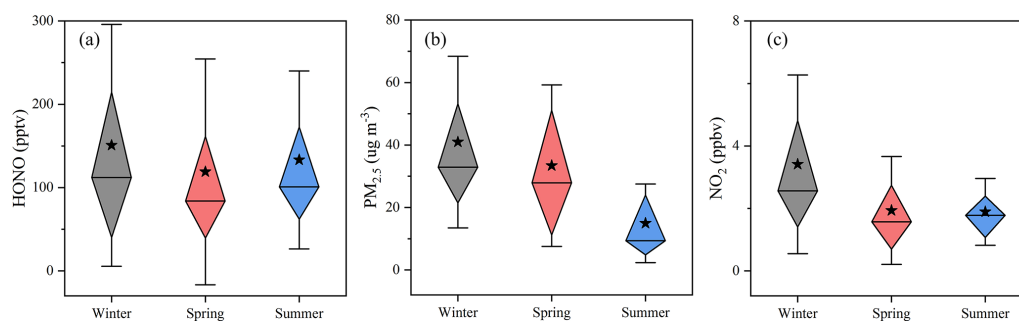 (a)
HONO (pptv)
300
200
100
0
Winter
Spring
Summer
(b)
PM2.5 (ug m-3)
80
60
40
20
0
Winter
Spring
Summer
(c)
NO2 (ppbv)
8
4
0
Winter
Spring
Summer